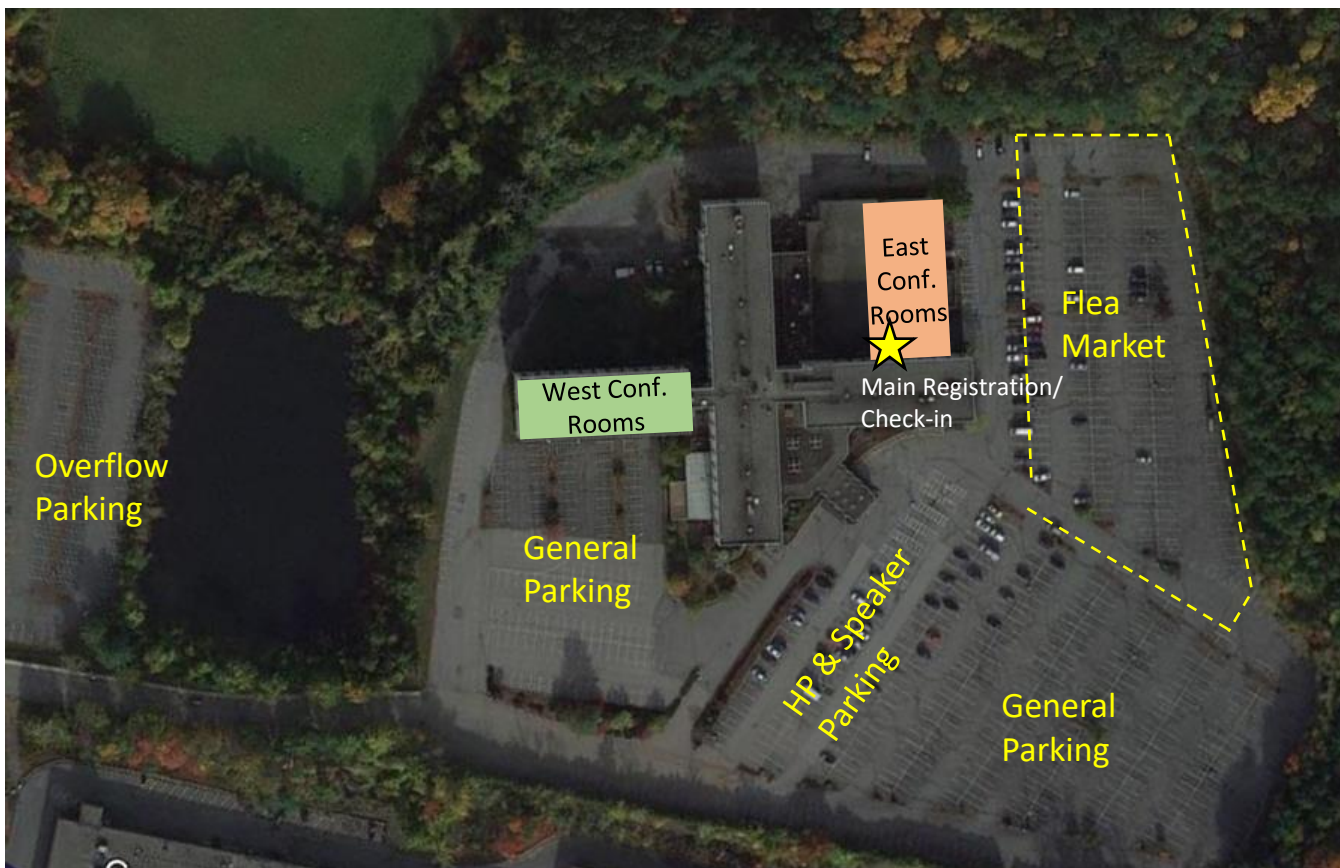 East
Conf.
Rooms
Flea
Market
Main Registration/
Check-in
West Conf.
Rooms
Overflow
Parking
General
Parking
HP & Speaker
Parking
General
Parking